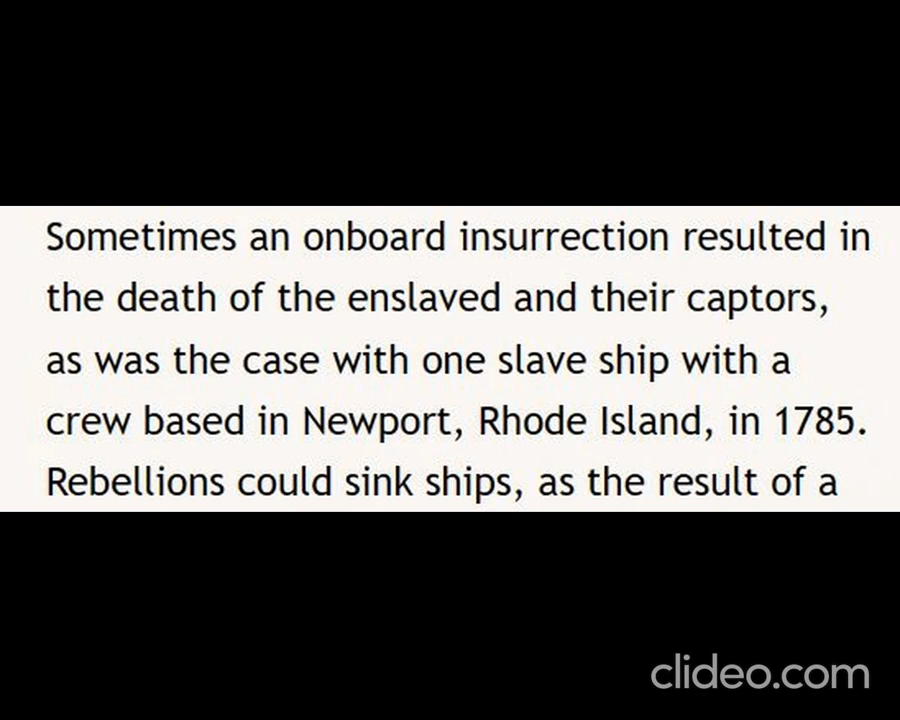 Sometimes an onboard insurrection resulted in
the death of the enslaved and their captors,
as was the case with one slave ship with a
crew based in Newport, Rhode Island, in 1785.
Rebellions could sink ships, as the result of a
clideo.com